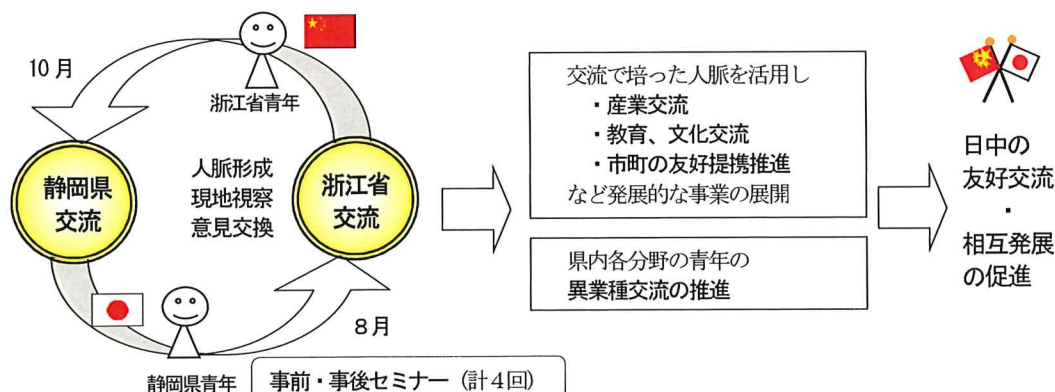 10月
浙江省青年
静岡県
交流
人脈形成
現地視察
意見交換
浙江省
交流
8月
静岡県青年
事前・事後セミナー（計4回）
交流で培った人脈を活用し
・産業交流
・教育、文化交流
・市町の友好提携推進
など発展的な事業の展開
県内各分野の青年の
異業種交流の推進
日中の
友好交流
・
相互発展
の促進